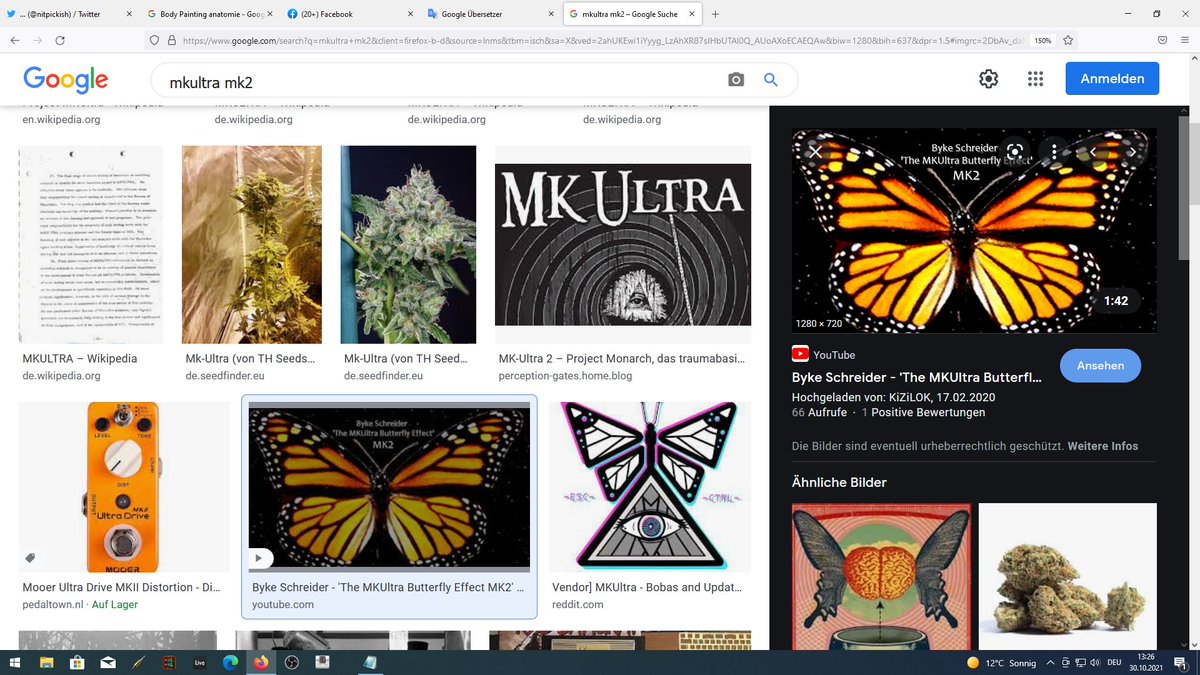 ... (@nitpickish) / Twitter
Body Painting anatomie - Goog
(20+) Facebook
Google Übersetzer
mkultra mk2 – Google Suche
https://www.google.com/search?q=mkultra+mk2&client=firefox-b-d&source=lnms&tbm=isch&sa=X&ved=2ahUKEwi1iYyyg_LzAhXR87sIHbUTAl0Q_AUoAXoECAEQAw&biw=1280&bih=637&dpr=1.5#imgrc=2DbAv_da
150%
Google
mkultra mk2
Anmelden
en.wikipedia.org
de.wikipedia.org
de.wikipedia.org
de.wikipedia.org
MK ULTRA
MKULTRA – Wikipedia
de.wikipedia.org
Mk-Ultra (von TH Seeds...
de.seedfinder.eu
Mk-Ultra (von TH Seed...
de.seedfinder.eu
MK-Ultra 2 – Project Monarch, das traumabasi...
perception-gates.home.blog
LEVEL
TONE
DIST
INPUT
OUTPUT
MK2
Ultra Drive
MOOER
Mooer Ultra Drive MKII Distortion - Di...
pedaltown.nl · Auf Lager
Byke Schreider
'The MKUltra Butterfly Effect'
MK2
Byke Schreider - 'The MKUltra Butterfly Effect MK2' ...
youtube.com
-ESC-
-CTRL-
Vendor] MKUltra - Bobas and Updat...
reddit.com
Byke Schreider
'The MKUltra Butterfly Effect'
MK2
1:42
1280 × 720
YouTube
Byke Schreider - 'The MKUltra Butterfl...
Ansehen
Hochgeladen von: KiZiLOK, 17.02.2020
66 Aufrufe · 1 Positive Bewertungen
Die Bilder sind eventuell urheberrechtlich geschützt. Weitere Infos
Ähnliche Bilder
Live
12°C Sonnig
DEU
13:26
30.10.2021
1